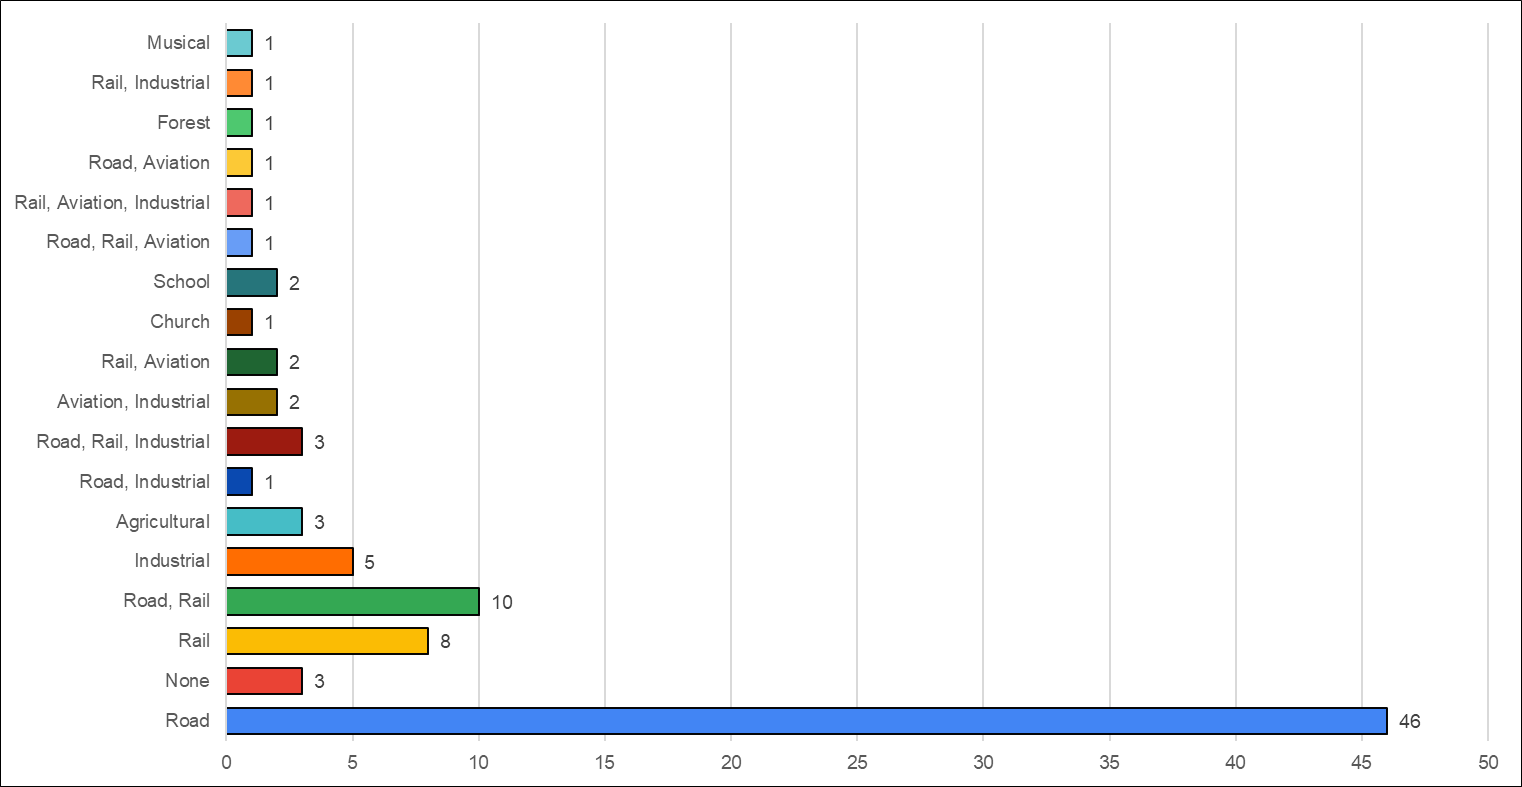 Musical 1
Rail, Industrial 1
Forest 1
Road, Aviation 1
Rail, Aviation, Industrial 1
Road, Rail, Aviation 1
School 2
Church 1
Rail, Aviation 2
Aviation, Industrial 2
Road, Rail, Industrial 3
Road, Industrial 1
Agricultural 3
Industrial 5
Road, Rail 10
Rail 8
None 3
Road 46
0 5 10 15 20 25 30 35 40 45 50